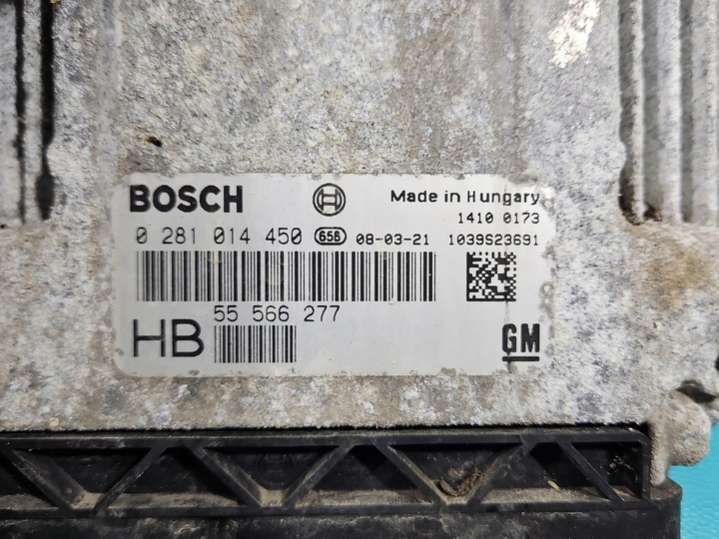 BOSCH Made in Hungary
1410 0173
0 281 014 450 656 08-03-21 1039S23691
55 566 277
HB GM